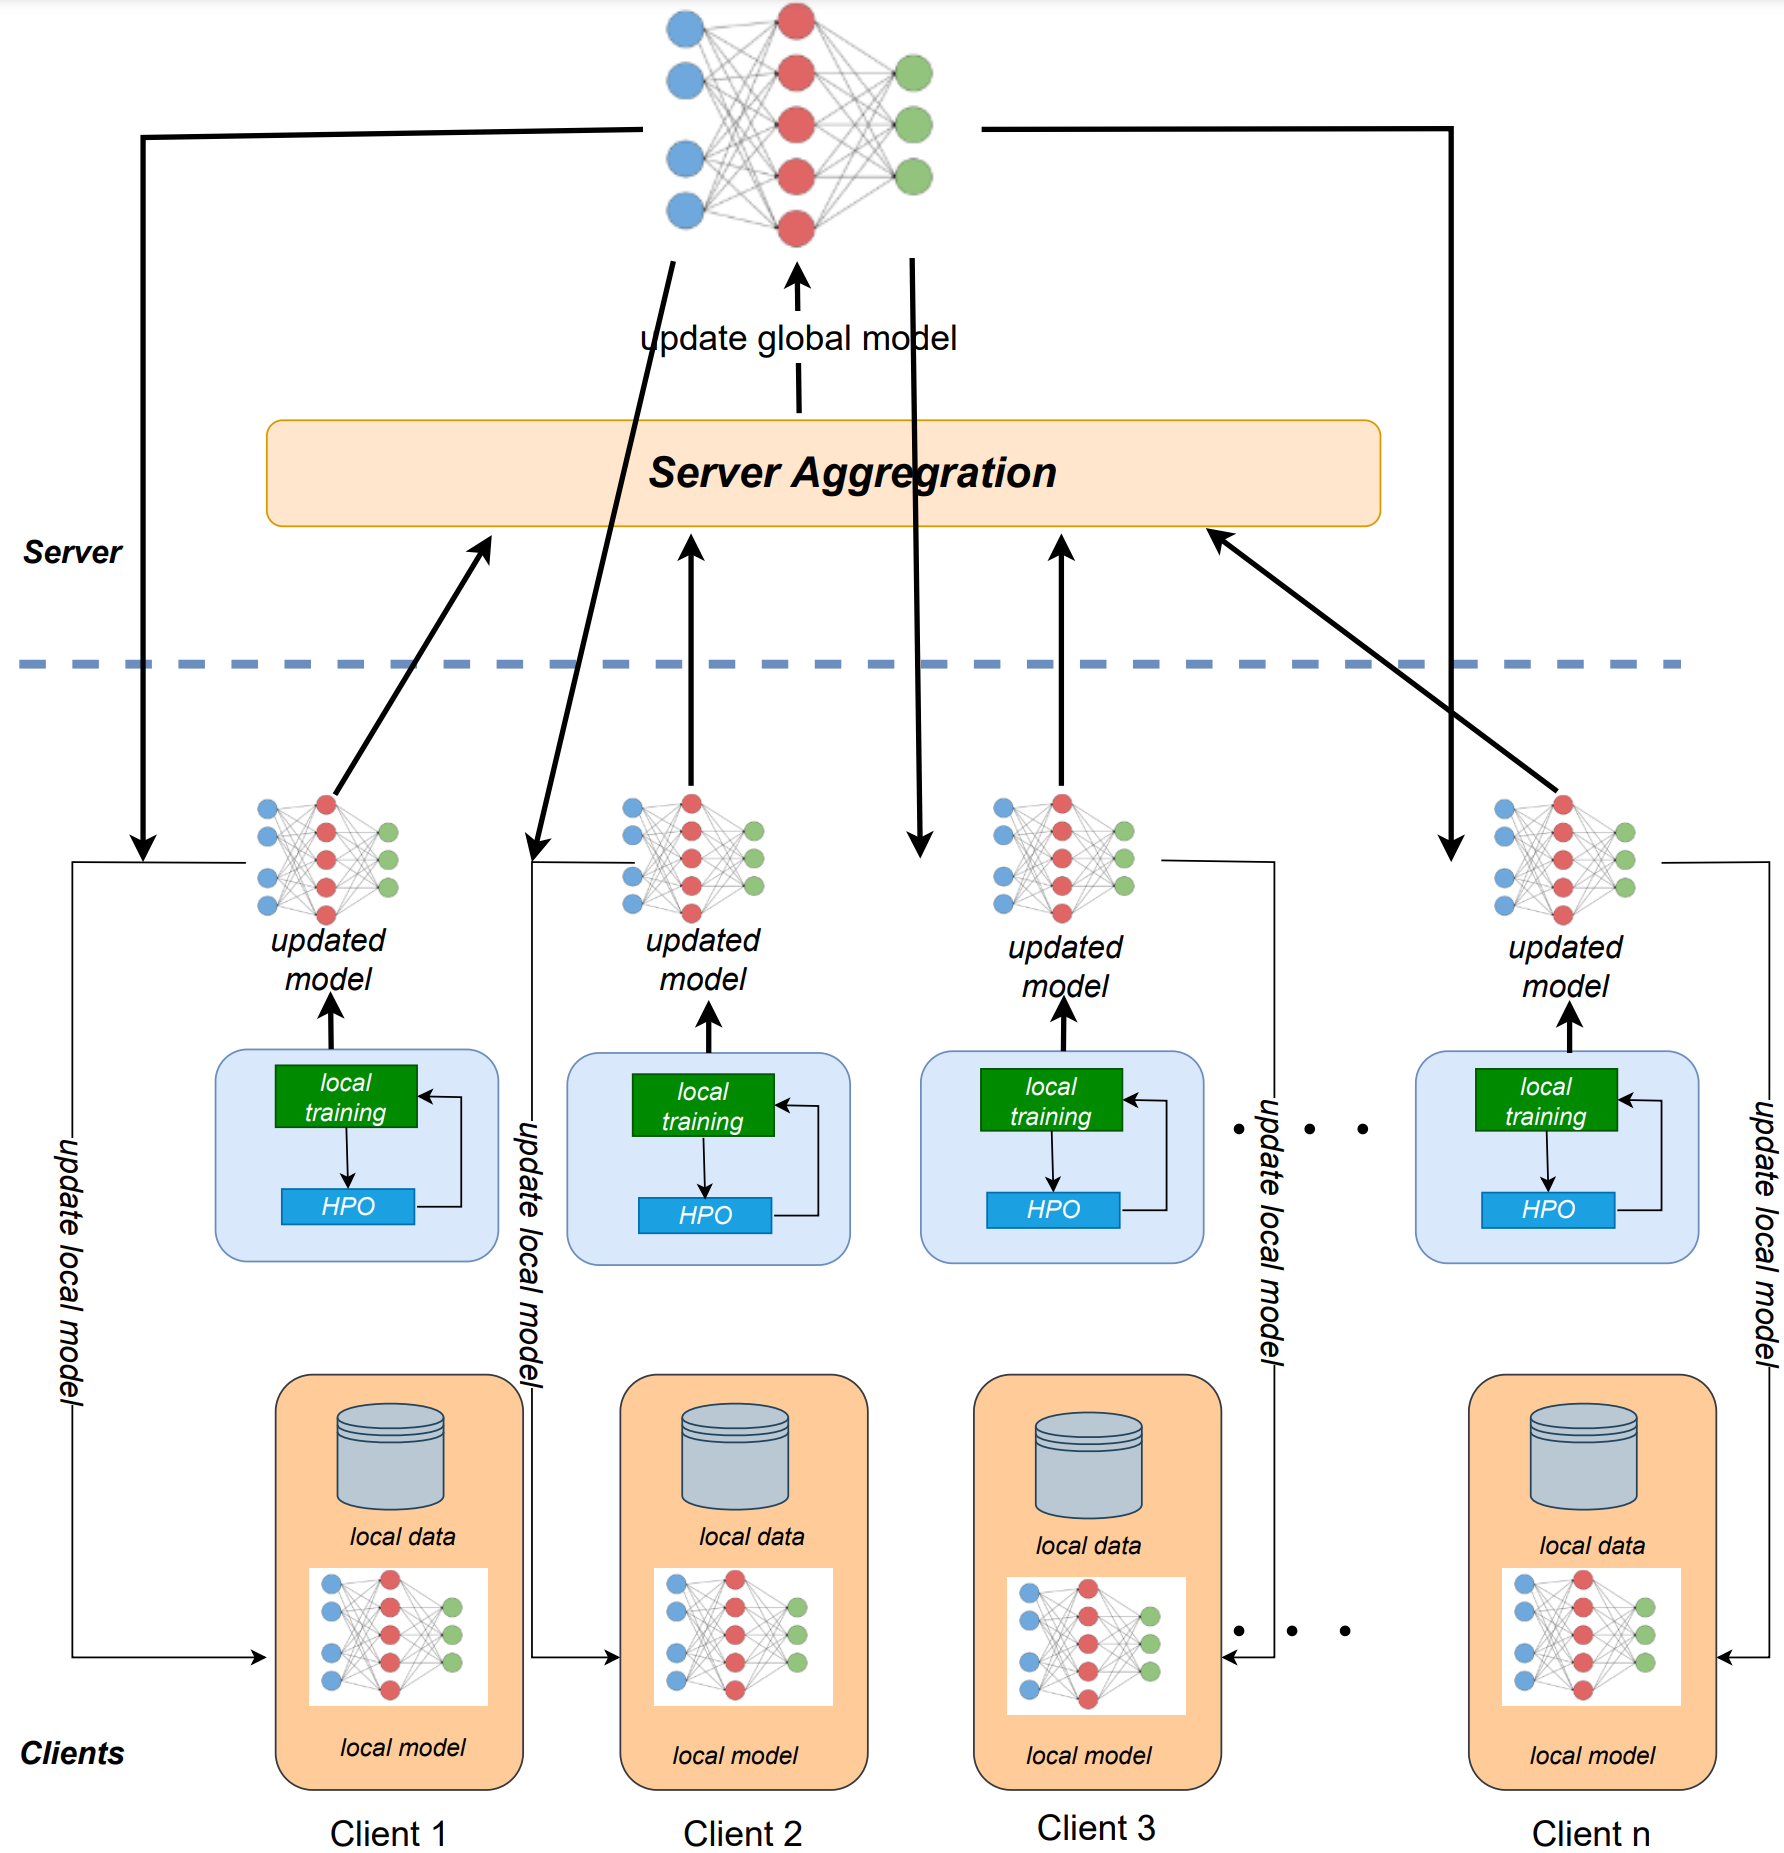 update global model
Server Aggregration
Server
updated
model
updated
model
updated
model
updated
model
local
training
HPO
local
training
HPO
local
training
HPO
local
training
HPO
update local model
update local model
update local model
update local model
local data
local data
local data
local data
local model
local model
local model
local model
Clients
Client 1
Client 2
Client 3
Client n